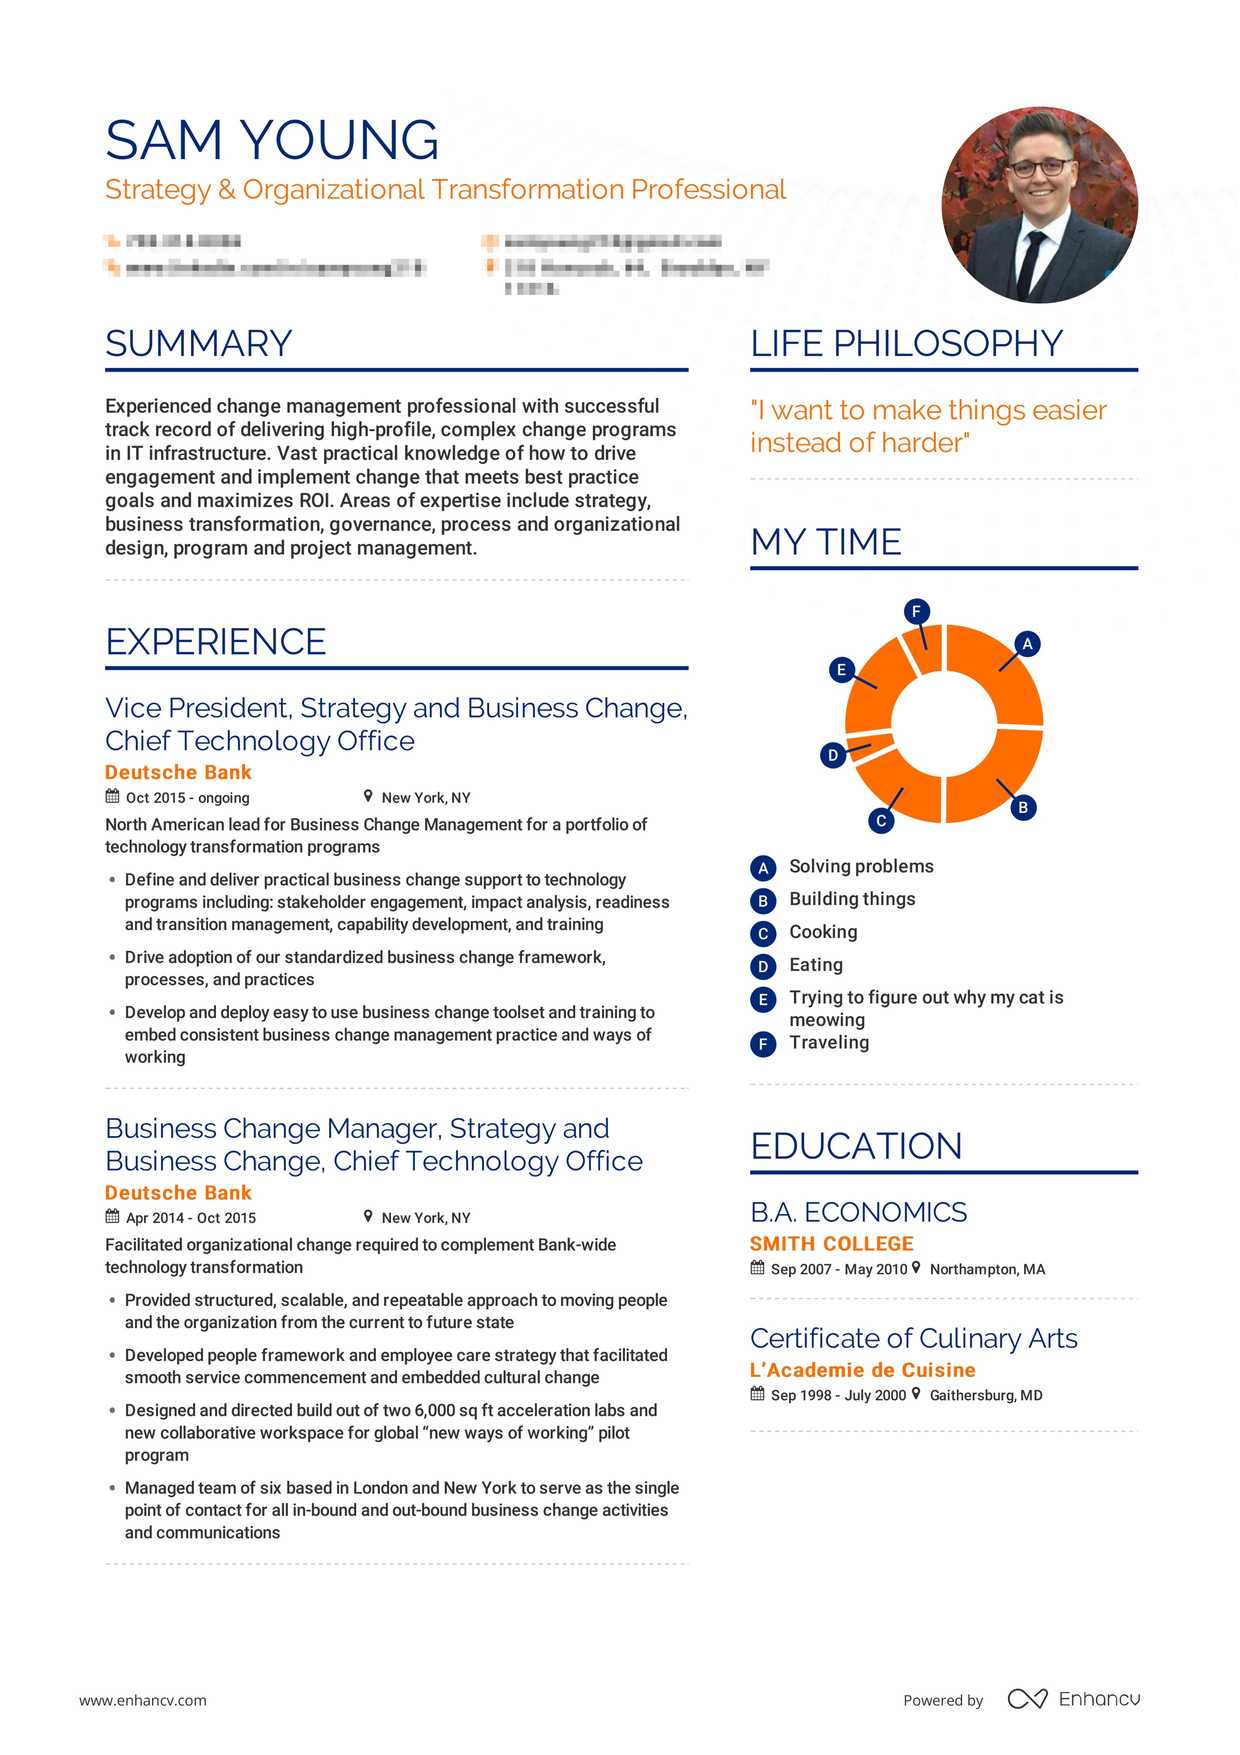 SAM YOUNG
Strategy & Organizational Transformation Professional
SUMMARY
Experienced change management professional with successful
track record of delivering high-profile, complex change programs
in IT infrastructure. Vast practical knowledge of how to drive
engagement and implement change that meets best practice
goals and maximizes ROI. Areas of expertise include strategy,
business transformation, governance, process and organizational
design, program and project management.
EXPERIENCE
Vice President, Strategy and Business Change,
Chief Technology Office
Deutsche Bank
Oct 2015 - ongoing New York, NY
North American lead for Business Change Management for a portfolio of
technology transformation programs
• Define and deliver practical business change support to technology
programs including: stakeholder engagement, impact analysis, readiness
and transition management, capability development, and training
• Drive adoption of our standardized business change framework,
processes, and practices
• Develop and deploy easy to use business change toolset and training to
embed consistent business change management practice and ways of
working
Business Change Manager, Strategy and
Business Change, Chief Technology Office
Deutsche Bank
Apr 2014 - Oct 2015 New York, NY
Facilitated organizational change required to complement Bank-wide
technology transformation
• Provided structured, scalable, and repeatable approach to moving people
and the organization from the current to future state
• Developed people framework and employee care strategy that facilitated
smooth service commencement and embedded cultural change
• Designed and directed build out of two 6,000 sq ft acceleration labs and
new collaborative workspace for global “new ways of working” pilot
program
• Managed team of six based in London and New York to serve as the single
point of contact for all in-bound and out-bound business change activities
and communications
LIFE PHILOSOPHY
"I want to make things easier
instead of harder"
MY TIME
F
A
E
D
B
C
A Solving problems
B Building things
C Cooking
D Eating
E Trying to figure out why my cat is
meowing
F Traveling
EDUCATION
B.A. ECONOMICS
SMITH COLLEGE
Sep 2007 - May 2010 Northampton, MA
Certificate of Culinary Arts
L’Academie de Cuisine
Sep 1998 - July 2000 Gaithersburg, MD
www.enhancv.com
Powered by Enhancv